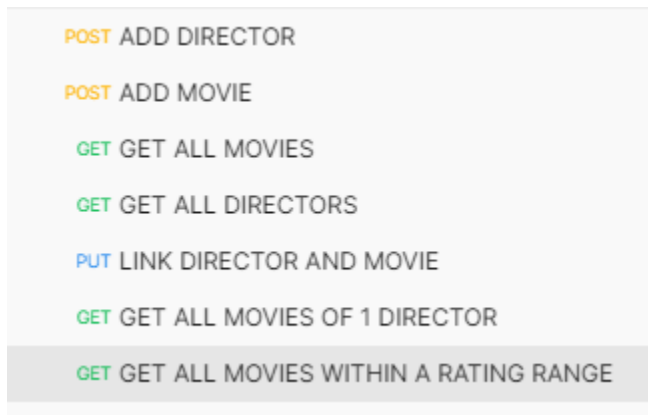 POST ADD DIRECTOR
POST ADD MOVIE
GET GET ALL MOVIES
GET GET ALL DIRECTORS
PUT LINK DIRECTOR AND MOVIE
GET GET ALL MOVIES OF 1 DIRECTOR
GET GET ALL MOVIES WITHIN A RATING RANGE